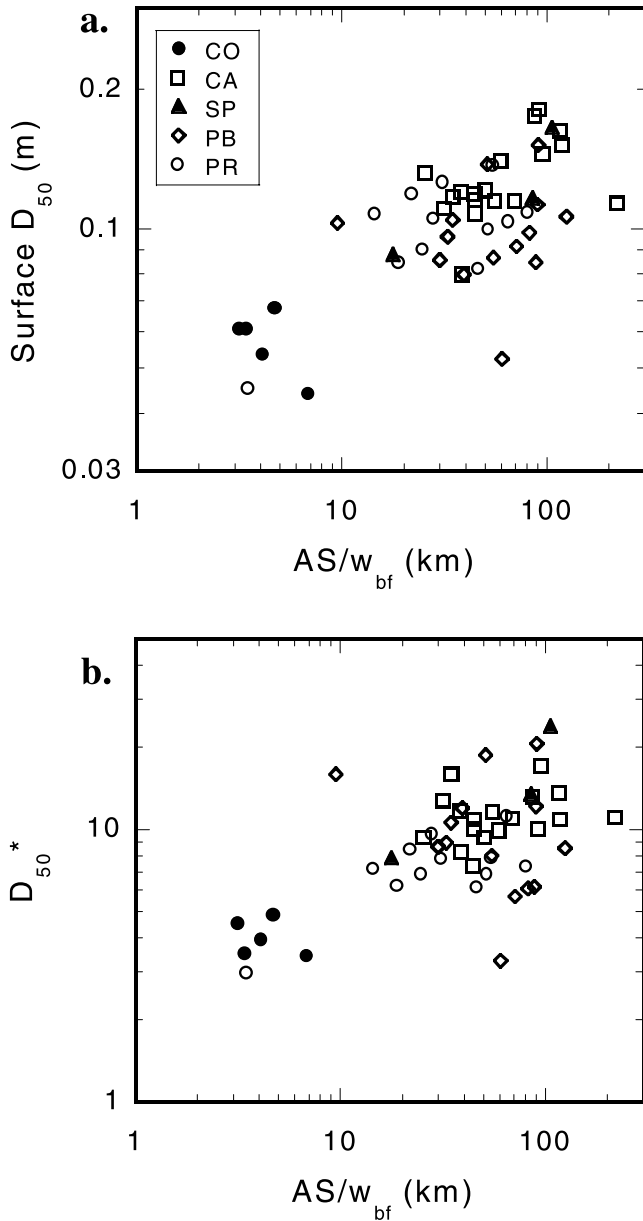 a.
CO
CA
SP
PB
PR
0.2
0.1
0.03
Surface D50 (m)
1
10
100
AS/wbf (km)
b.
10
1
D50*
1
10
100
AS/wbf (km)